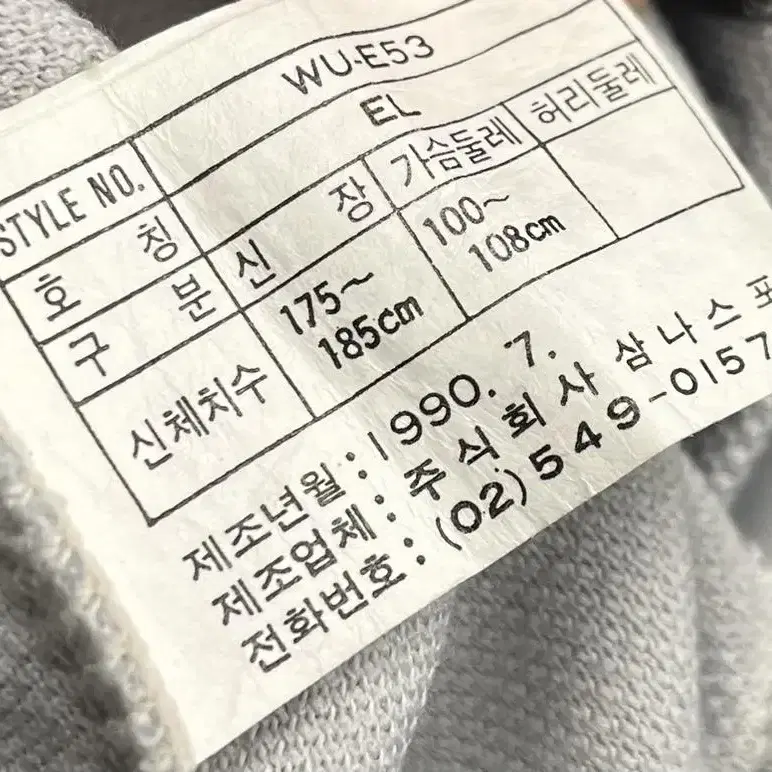 STYLE NO. WU-E53
호 칭 EL
구 분 신 장 가슴둘레 허리둘레
신체치수 175~185cm 100~108cm
제조년월:1990. 7.
제조업체:주식회사 삼나스포
전화번호:(02)549-0157